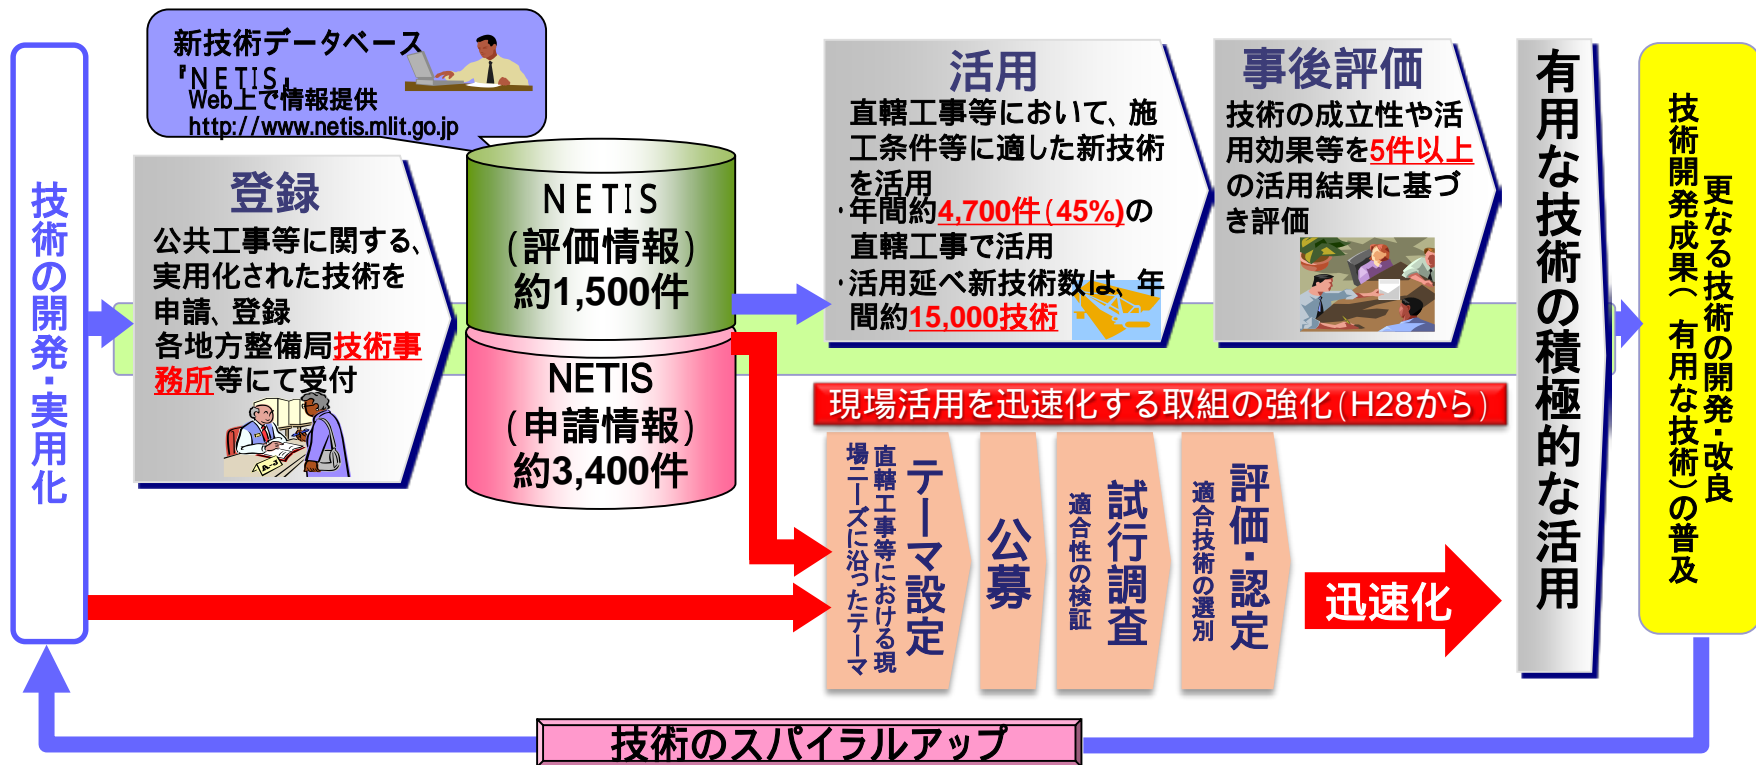 技術の開発・実用化
新技術データベース
『NETIS』
Web上で情報提供
http://www.netis.mlit.go.jp
登録
公共工事等に関する、
実用化された技術を
申請、登録
各地方整備局技術事
務所等にて受付
NETIS
(評価情報)
約1,500件
NETIS
(申請情報)
約3,400件
活用
直轄工事等において、施
工条件等に適した新技術
を活用
・年間約4,700件(45%)の
直轄工事で活用
・活用延べ新技術数は、年
間約15,000技術
事後評価
技術の成立性や活
用効果等を5件以上
の活用結果に基づ
き評価
現場活用を迅速化する取組の強化(H28から)
テーマ設定
直轄工事等における現
場ニーズに沿ったテーマ
公募
試行調査
適合性の検証
評価・認定
適合技術の選別
迅速化
有用な技術の積極的な活用
更なる技術の開発・改良
技術開発成果(有用な技術)の普及
技術のスパイラルアップ